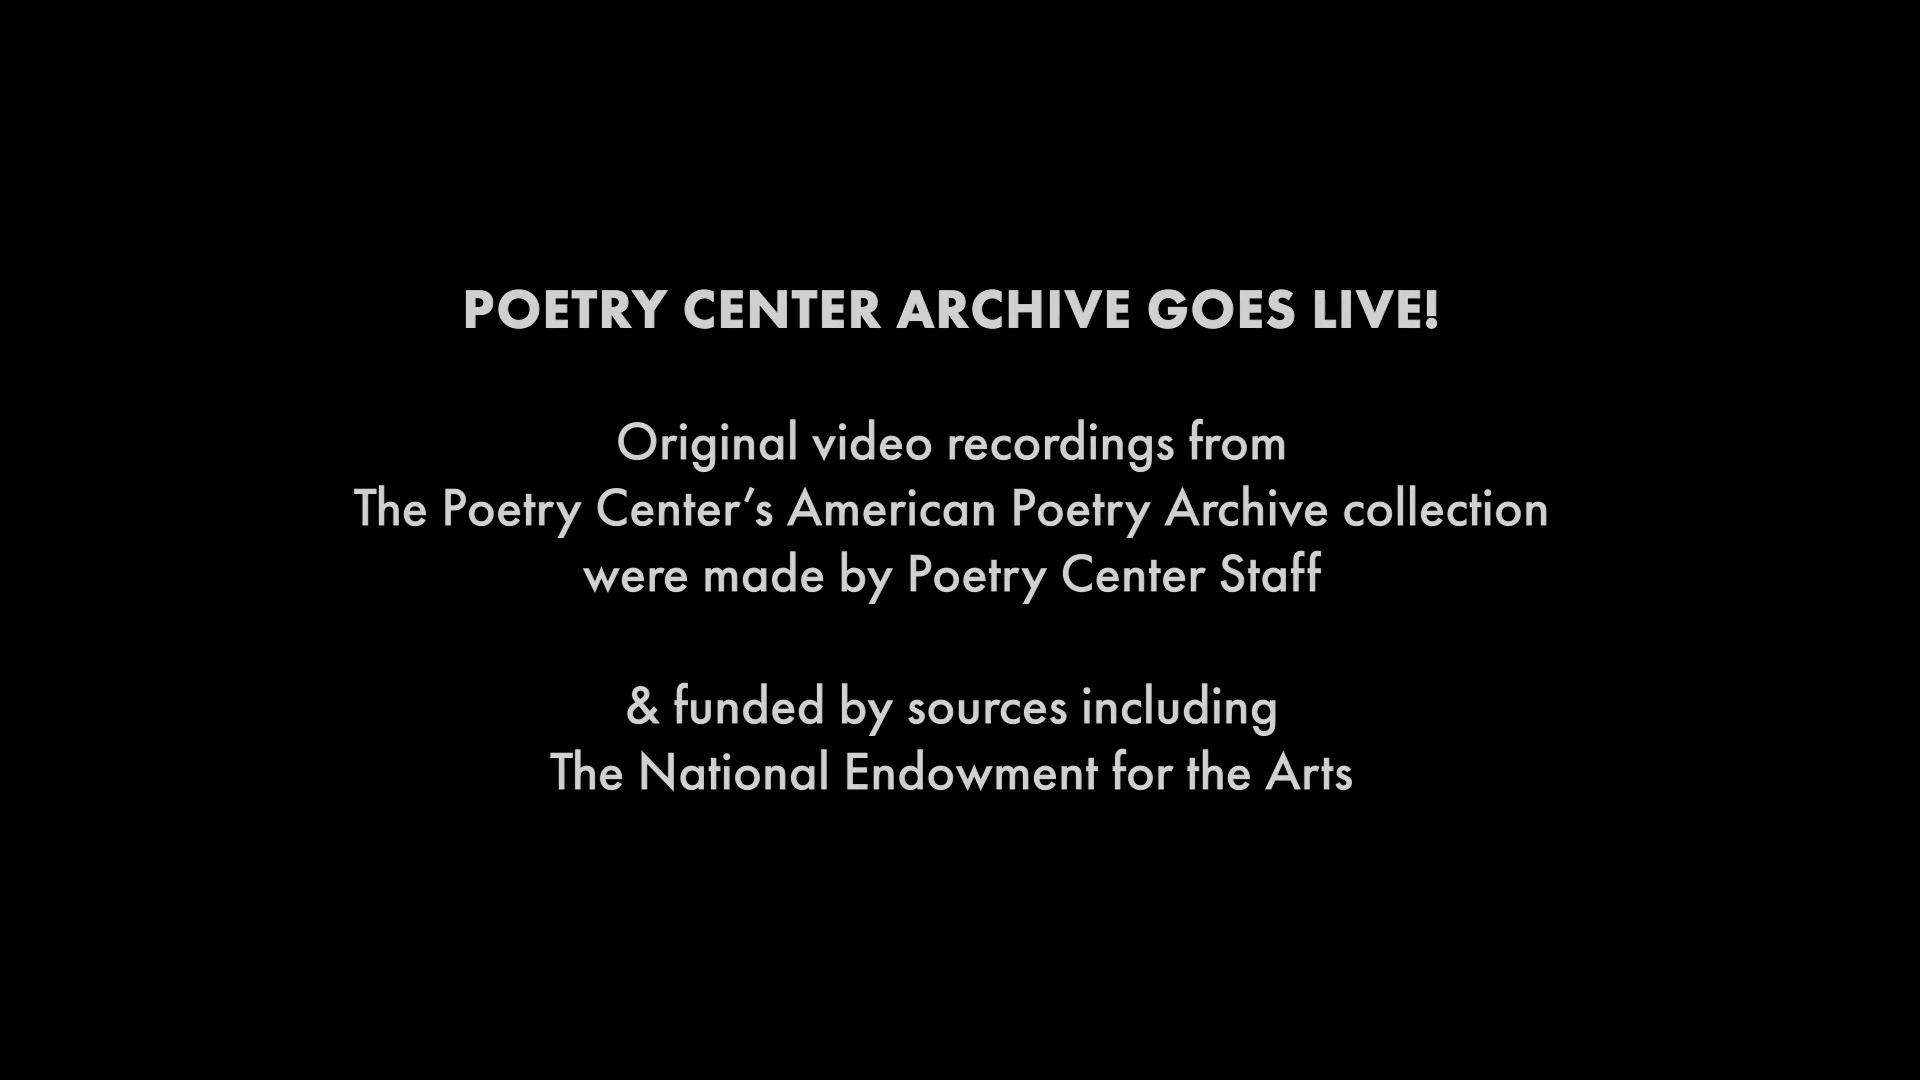 POETRY CENTER ARCHIVE GOES LIVE!
Original video recordings from
The Poetry Center’s American Poetry Archive collection
were made by Poetry Center Staff
& funded by sources including
The National Endowment for the Arts